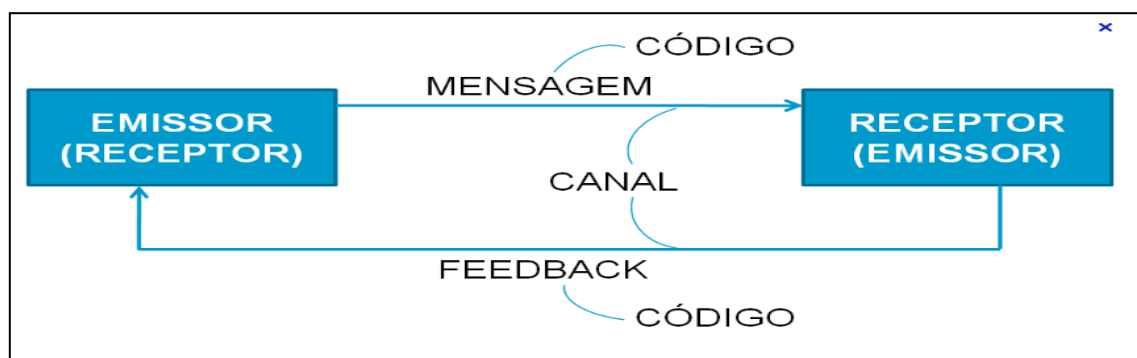 CÓDIGO
MENSAGEM
EMISSOR
(RECEPTOR)
RECEPTOR
(EMISSOR)
CANAL
FEEDBACK
CÓDIGO